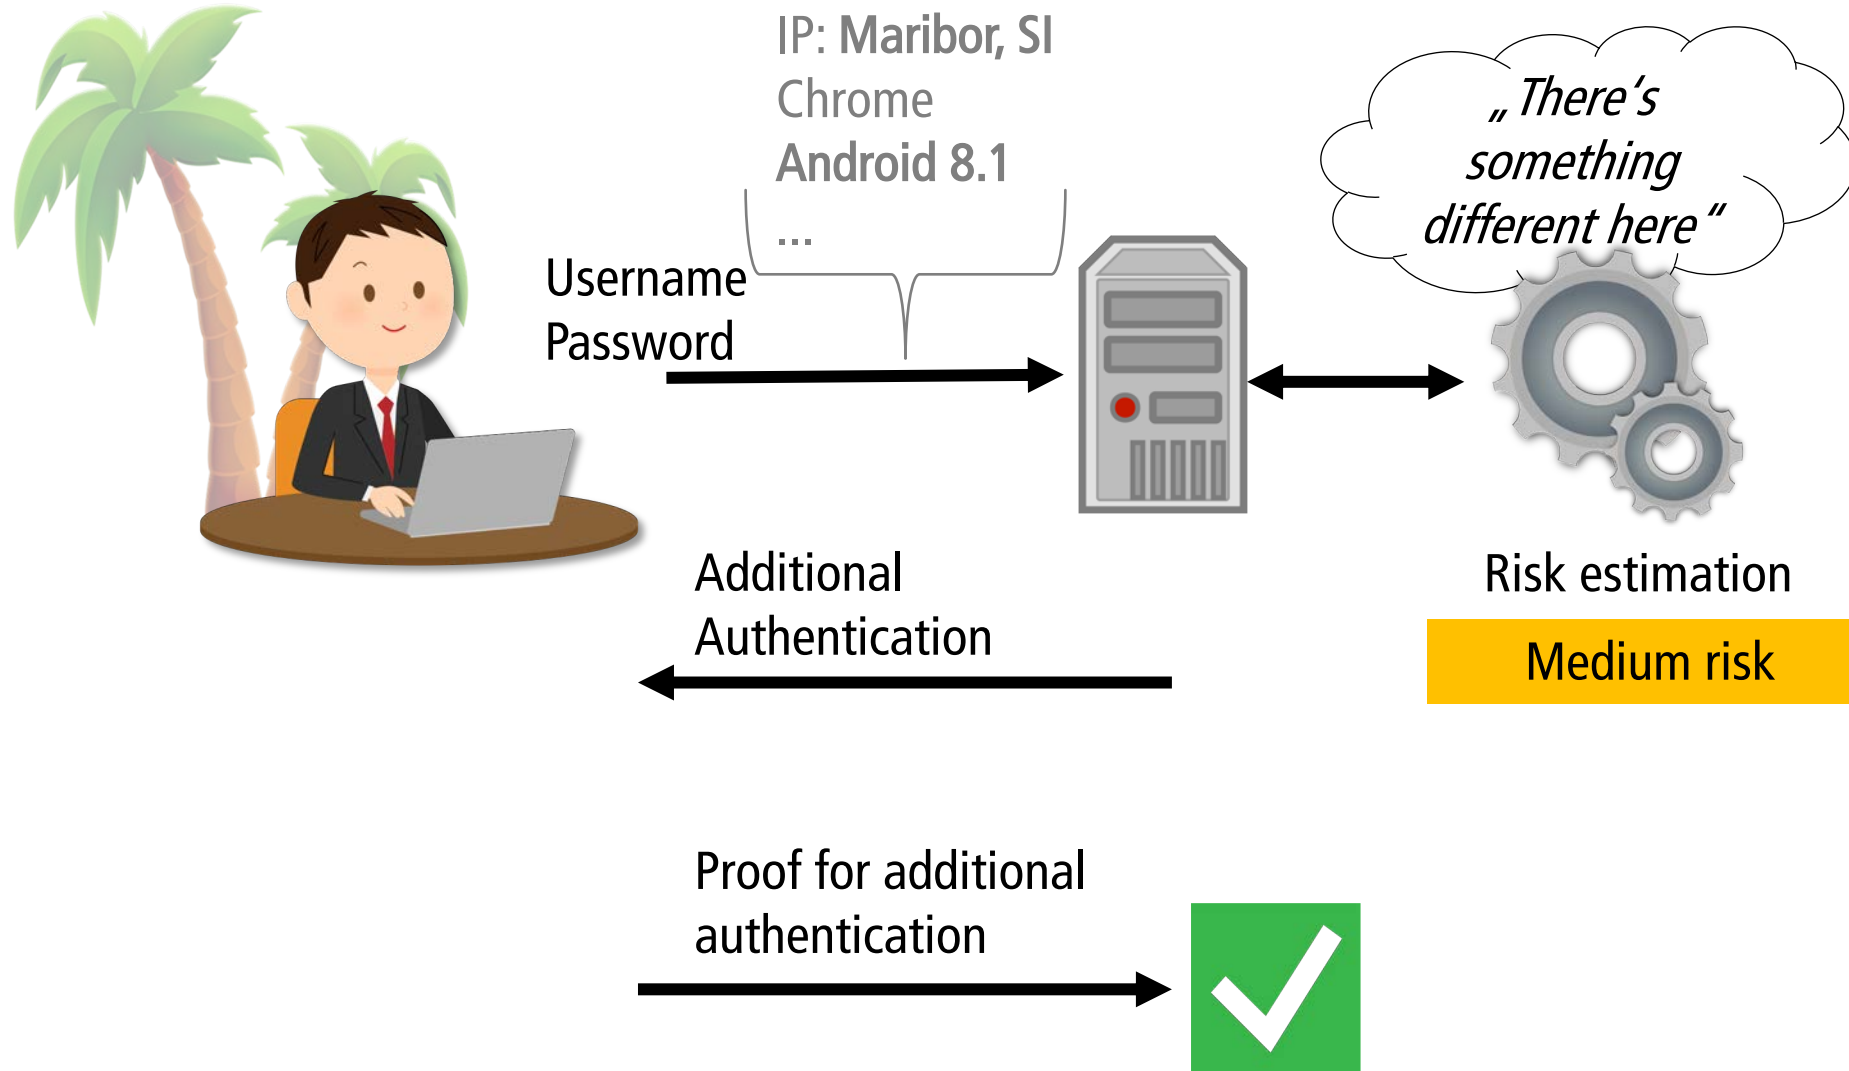 IP: Maribor, SI
Chrome
Android 8.1
...
Username
Password
„There‘s
something
different here“
Additional
Authentication
Risk estimation
Medium risk
Proof for additional
authentication